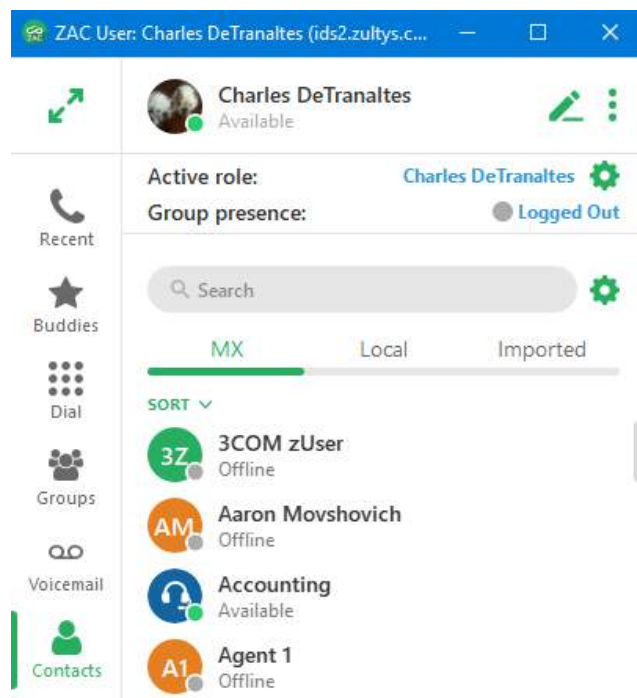 ZAC User: Charles DeTranaltes (ids2.zultys.c...
Charles DeTranaltes
Available
Active role: Charles DeTranaltes
Group presence: Logged Out
Recent
Buddies
Dial
Groups
Voicemail
Contacts
Search
MX Local Imported
SORT
3Z 3COM zUser
Offline
AM Aaron Movshovich
Offline
Accounting
Available
A1 Agent 1
Offline